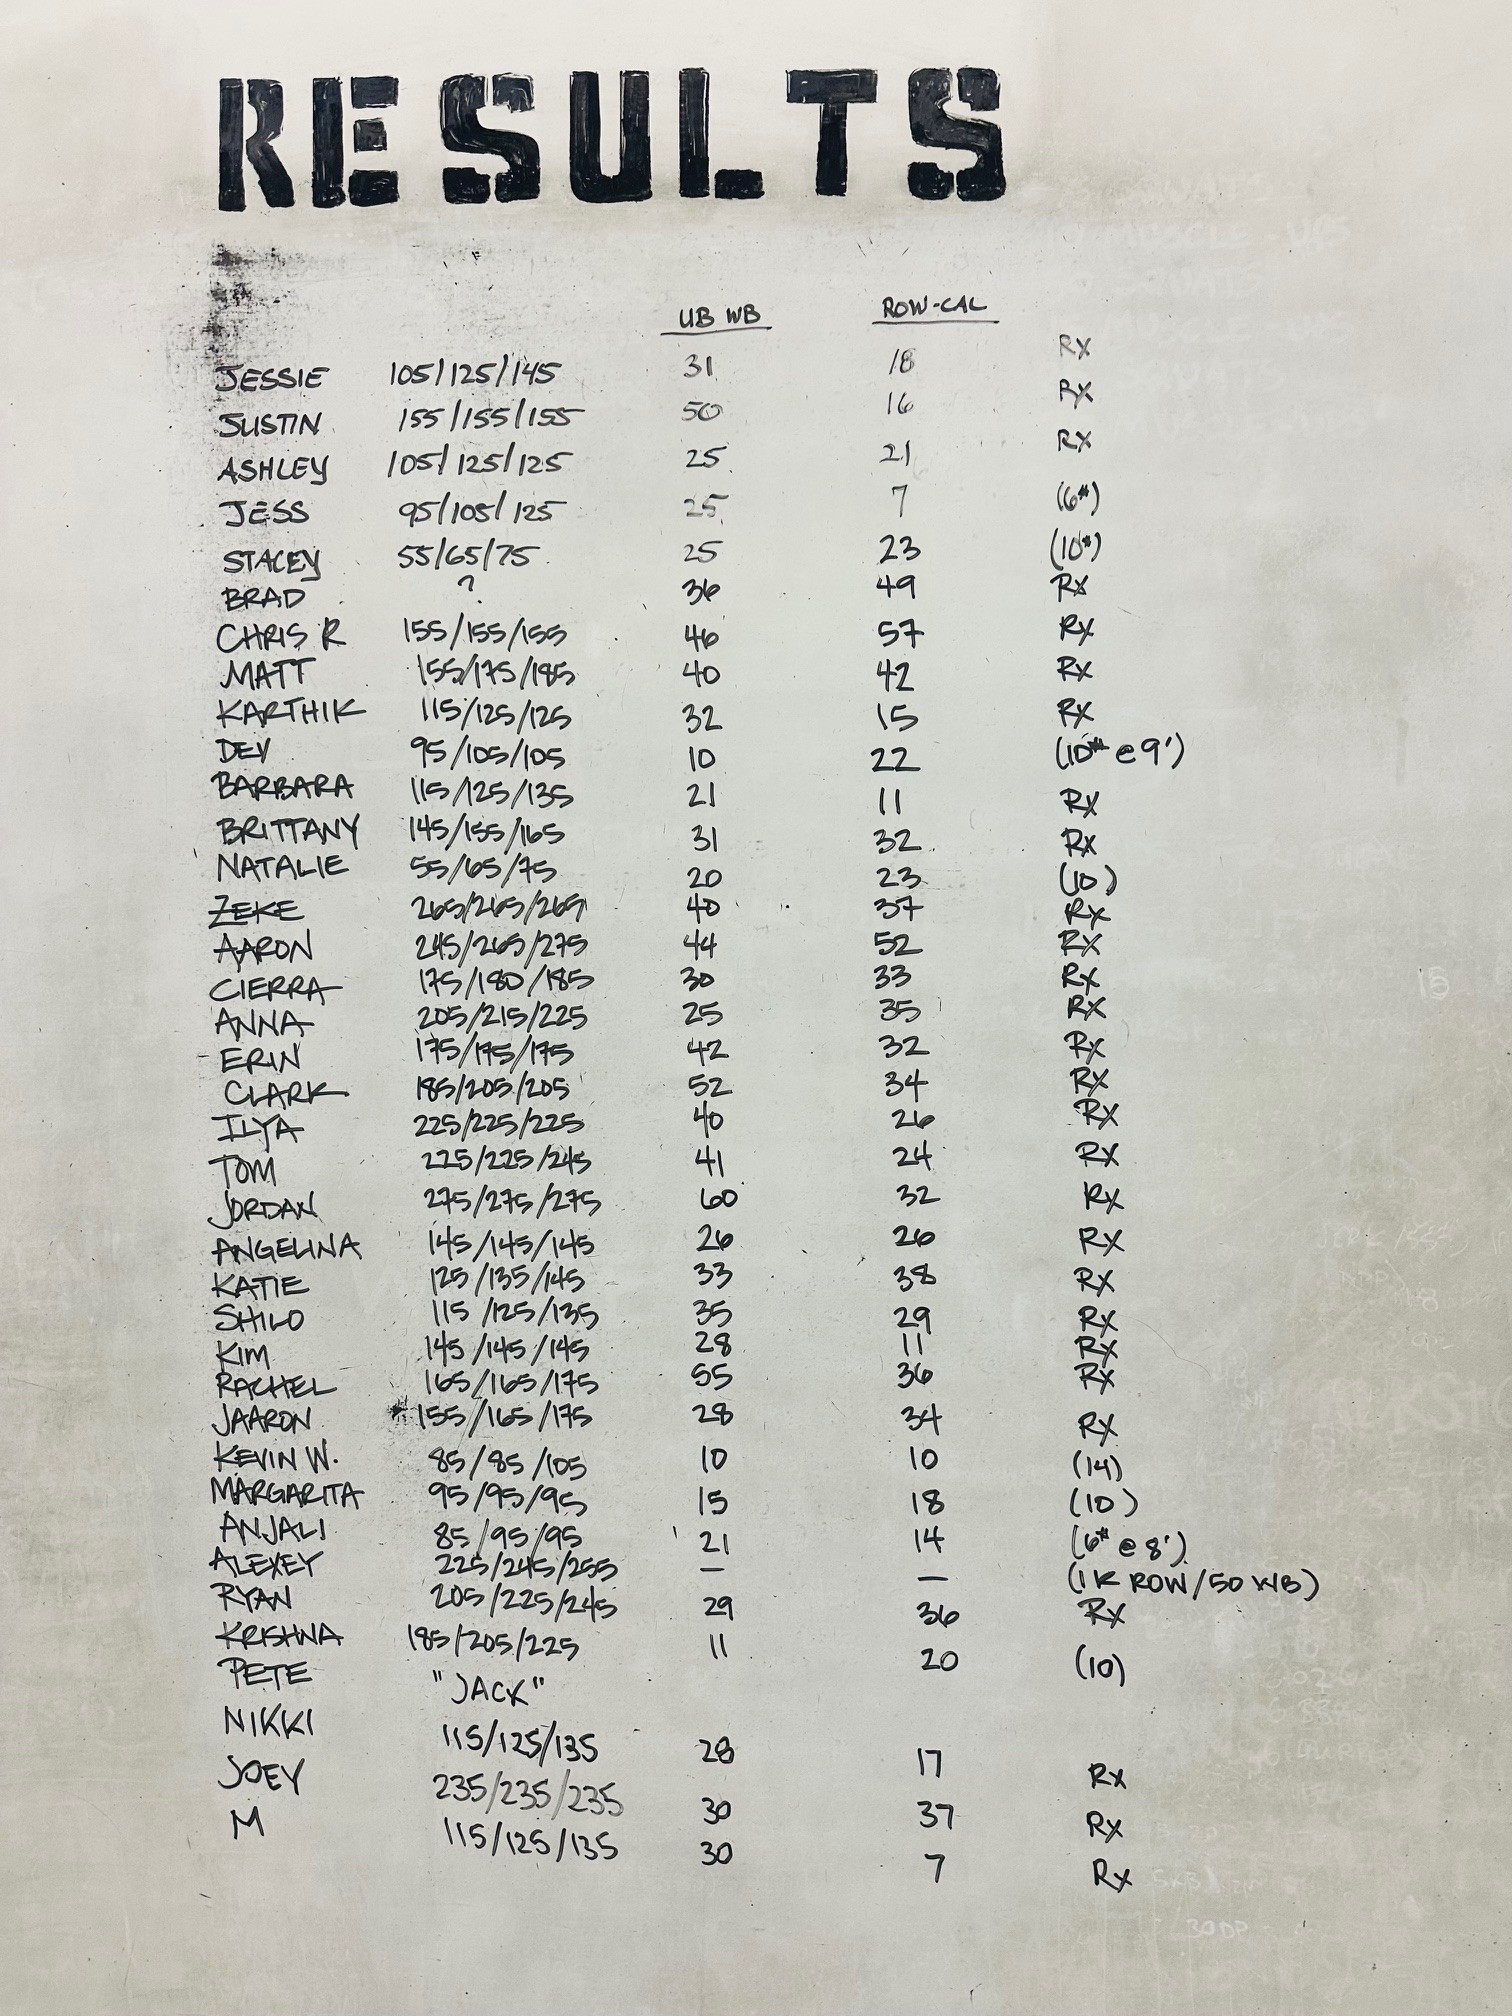 RESULTS
UB WB ROW-CAL
JESSIE 105/125/145 31 18 RX
JUSTIN 155/155/155 50 16 RX
ASHLEY 105/125/125 25 21 RX
JESS 95/105/125 25 7 (6#)
STACEY 55/65/75 25 23 (10#)
BRAD ? 36 49 RX
CHRIS R 155/155/155 46 57 RX
MATT 155/175/185 40 42 RX
KARTHIK 115/125/125 32 15 RX
DEV 95/105/105 10 22 (10# @ 9')
BARBARA 115/125/135 21 11 RX
BRITTANY 145/155/165 31 32 RX
NATALIE 55/65/75 20 23 (10)
ZEKE 265/265/265 40 37 RX
AARON 245/265/275 44 52 RX
CIERRA 175/180/185 30 33 RX
ANNA 205/215/225 25 35 RX
ERIN 175/175/175 42 32 RX
CLARK 185/205/205 52 34 RX
ILYA 225/225/225 40 26 RX
TOM 225/225/245 41 24 RX
JORDAN 275/275/275 60 32 RX
ANGELINA 145/145/145 26 26 RX
KATIE 125/135/145 33 38 RX
SHILO 115/125/135 35 29 RX
KIM 145/145/145 28 11 RX
RACHEL 165/165/175 55 36 RX
JAARON 155/165/175 28 34 RX
KEVIN W. 85/85/105 10 10 (14)
MARGARITA 95/95/95 15 18 (10)
ANJALI 85/95/95 21 14 (6# @ 8')
ALEXEY 225/245/255 — — (1K ROW/50 WB)
RYAN 205/225/245 29 36 RX
KRISHNA 185/205/225 11 20 (10)
PETE "JACK"
NIKKI 115/125/135 28 17 RX
JOEY 235/235/235 30 37 RX
M 115/125/135 30 7 RX